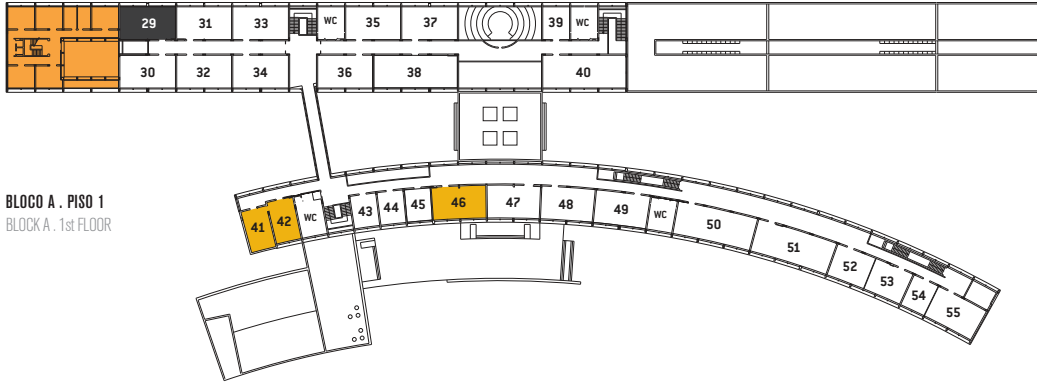 29 31 33 WC 35 37 39 WC
30 32 34 36 38 40
BLOCO A . PISO 1
BLOCK A . 1st FLOOR
41 42 WC 43 44 45 46 47 48 49 WC 50 51 52 53 54 55